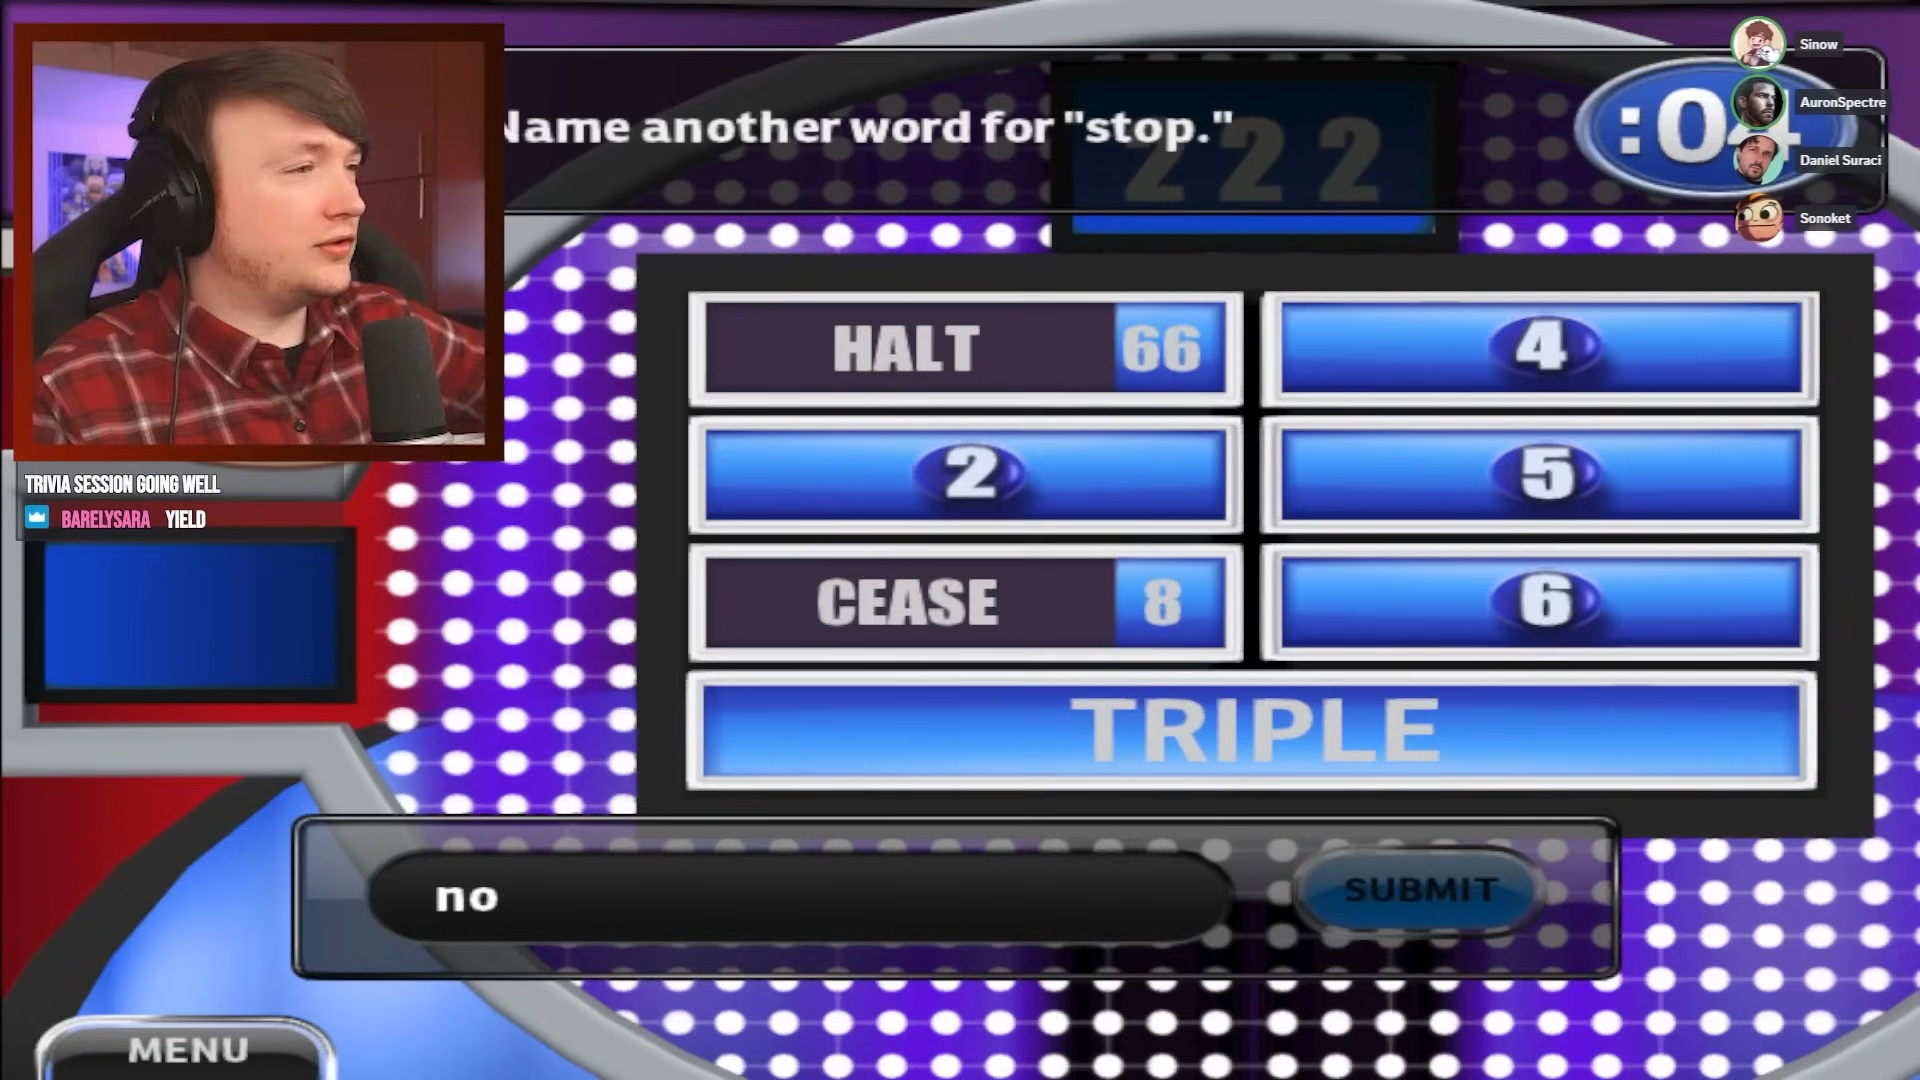 Name another word for "stop."
222
:04
Sinow
AuronSpectre
Daniel Suraci
Sonoket
HALT 66
4
2
5
CEASE 8
6
TRIPLE
TRIVIA SESSION GOING WELL
BARELYSARA YIELD
no
SUBMIT
MENU